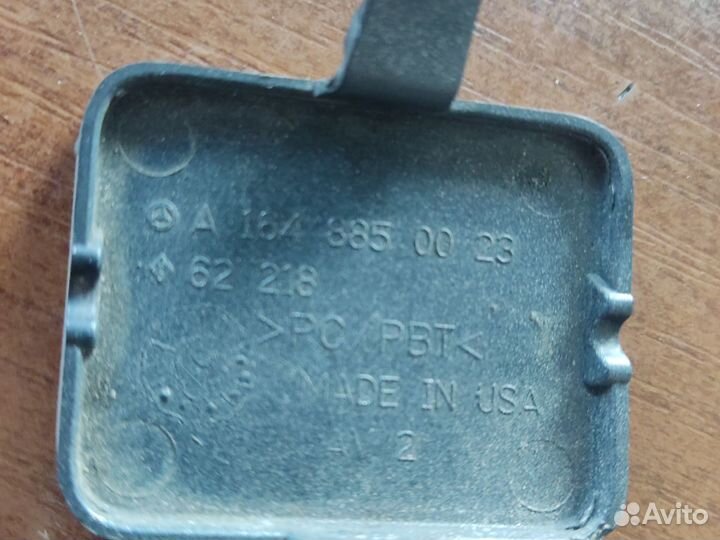 A 164 885 00 23
62 218
>PC PBT<
MADE IN USA
2
Avito